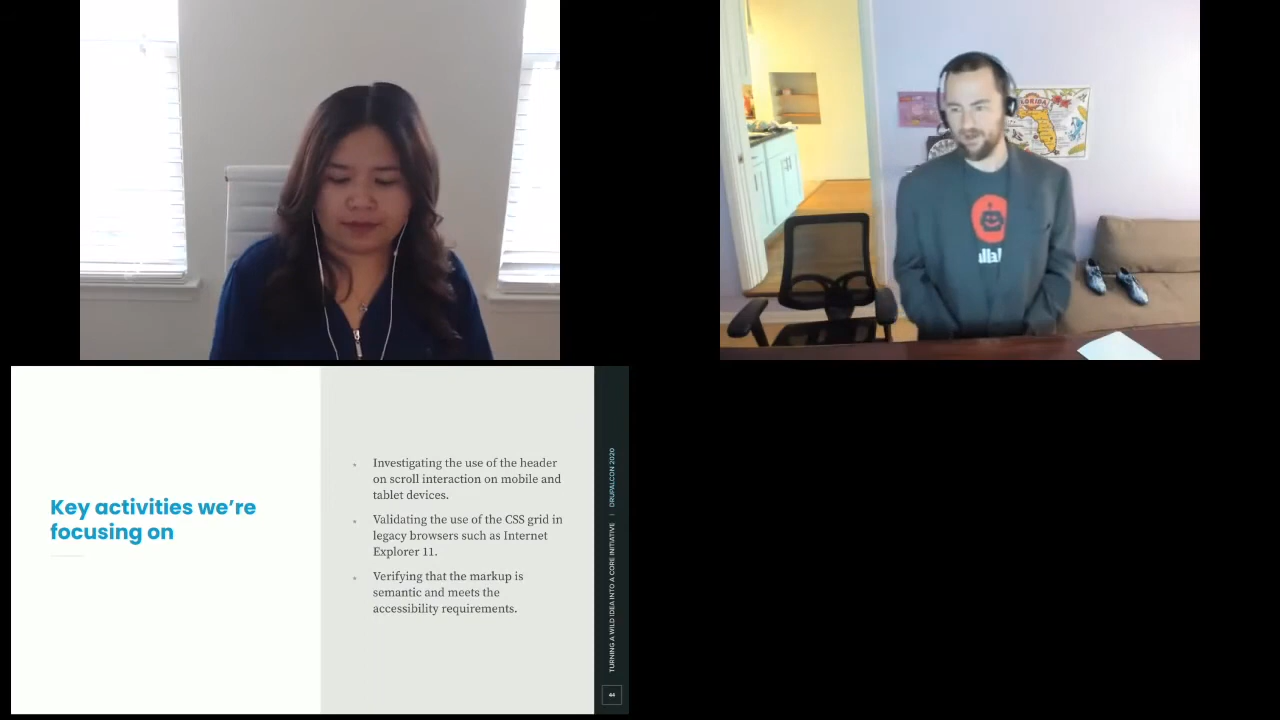 FLORIDA
Key activities we're
focusing on
Investigating the use of the header
on scroll interaction on mobile and
tablet devices.
Validating the use of the CSS grid in
legacy browsers such as Internet
Explorer 11.
Verifying that the markup is
semantic and meets the
accessibility requirements.
TURNING A WILD IDEA INTO A CORE INITIATIVE | DRUPALCON 2020
44